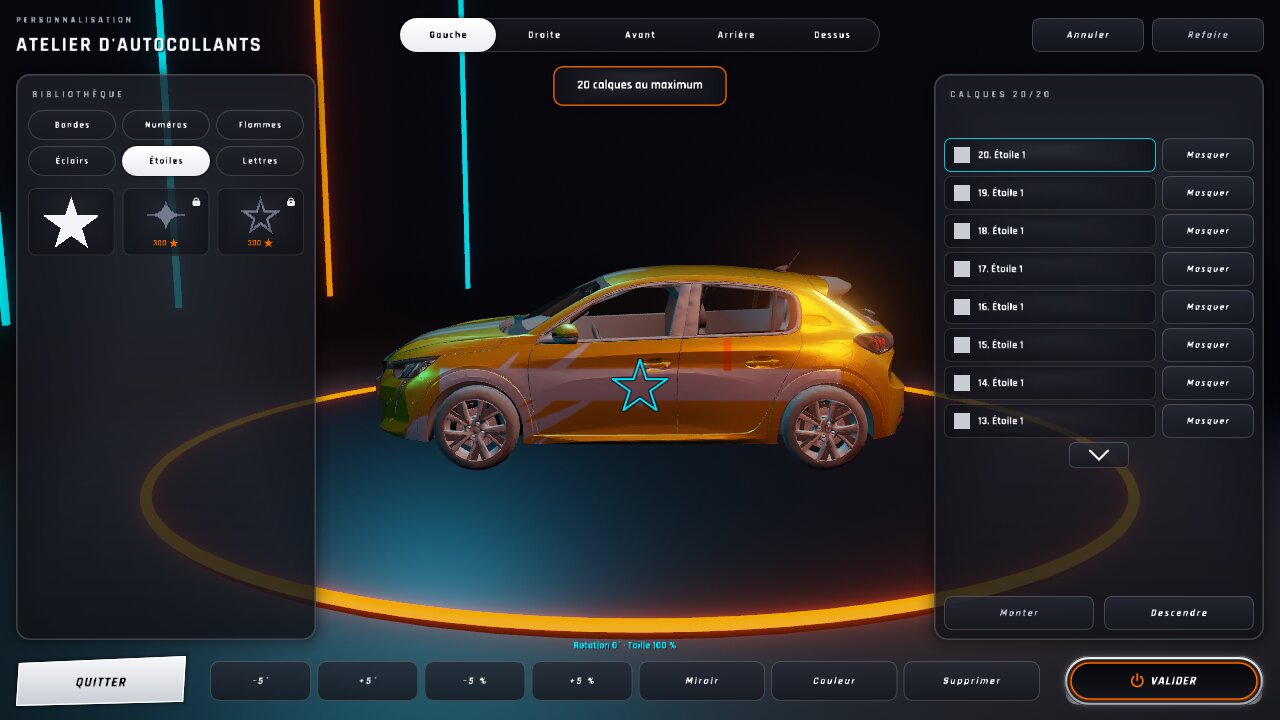 PERSONNALISATION
ATELIER D'AUTOCOLLANTS
Gauche
Droite
Avant
Arrière
Dessus
Annuler
Refaire
20 calques au maximum
BIBLIOTHÈQUE
Bandes
Numéros
Flammes
Éclairs
Étoiles
Lettres
300
300
CALQUES 20/20
20. Étoile 1
Masquer
19. Étoile 1
Masquer
18. Étoile 1
Masquer
17. Étoile 1
Masquer
16. Étoile 1
Masquer
15. Étoile 1
Masquer
14. Étoile 1
Masquer
13. Étoile 1
Masquer
Monter
Descendre
Rotation 0° · Taille 100 %
QUITTER
-5°
+5°
-5 %
+5 %
Miroir
Couleur
Supprimer
VALIDER